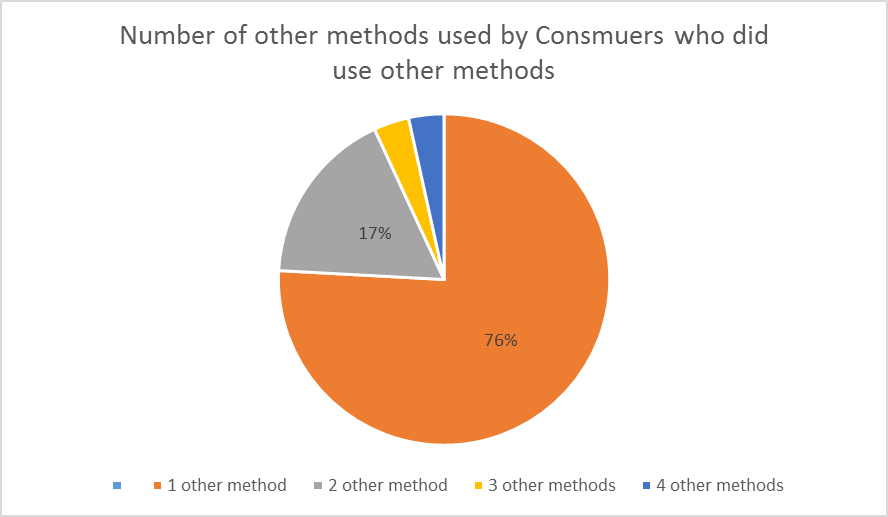 Number of other methods used by Consmuers who did
use other methods
17%
76%
1 other method 2 other method 3 other methods 4 other methods